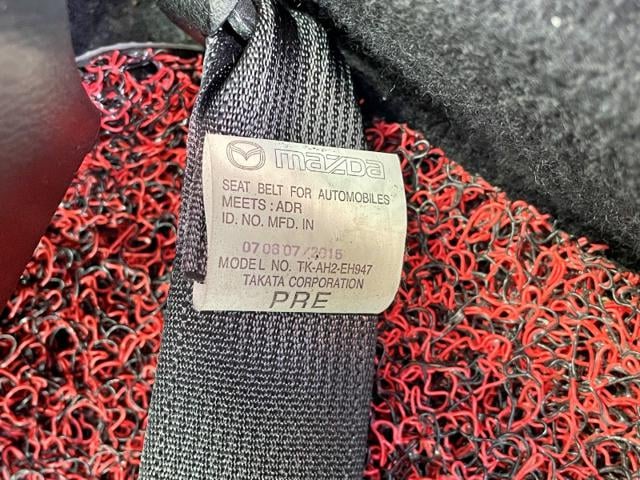 mazda
SEAT BELT FOR AUTOMOBILES
MEETS : ADR
ID. NO. MFD. IN
07 08 07/2015
MODEL NO. TK-AH2-EH947
TAKATA CORPORATION
PRE